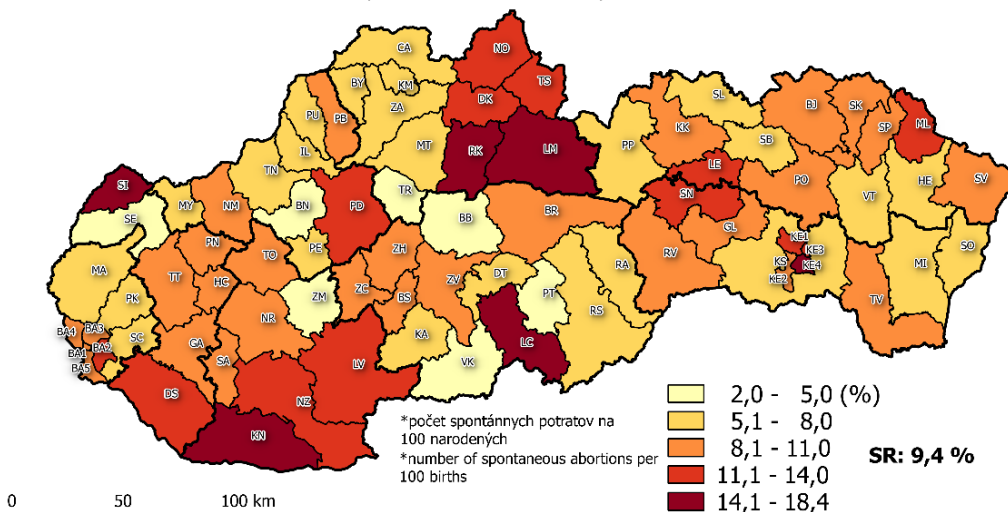 CA
NO
TS
BY
KM
DK
ZA
PU
PB
SL
BJ
SK
SP
ML
KK
SB
IL
MT
RK
LM
PP
LE
TN
PO
VT
HE
SV
SI
TR
SN
SE
MY
NM
BN
PD
BB
BR
GL
PN
PE
ZH
RV
KE1
KE3
SO
MA
TT
TO
DT
RA
KS
KE4
MI
HC
ZM
ZC
BS
ZV
PT
KE2
PK
NR
RS
TV
BA4
BA3
SC
KA
BA1
BA2
GA
SA
LC
BA5
LV
VK
DS
NZ
KN
*počet spontánnych potratov na
100 narodených
*number of spontaneous abortions per
100 births
2,0 - 5,0 (%)
5,1 - 8,0
8,1 - 11,0
11,1 - 14,0
14,1 - 18,4
SR: 9,4 %
0 50 100 km